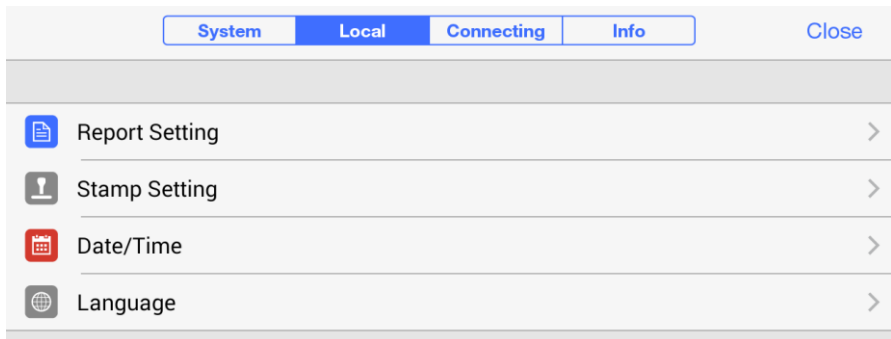 System Local Connecting Info Close
Report Setting
Stamp Setting
Date/Time
Language